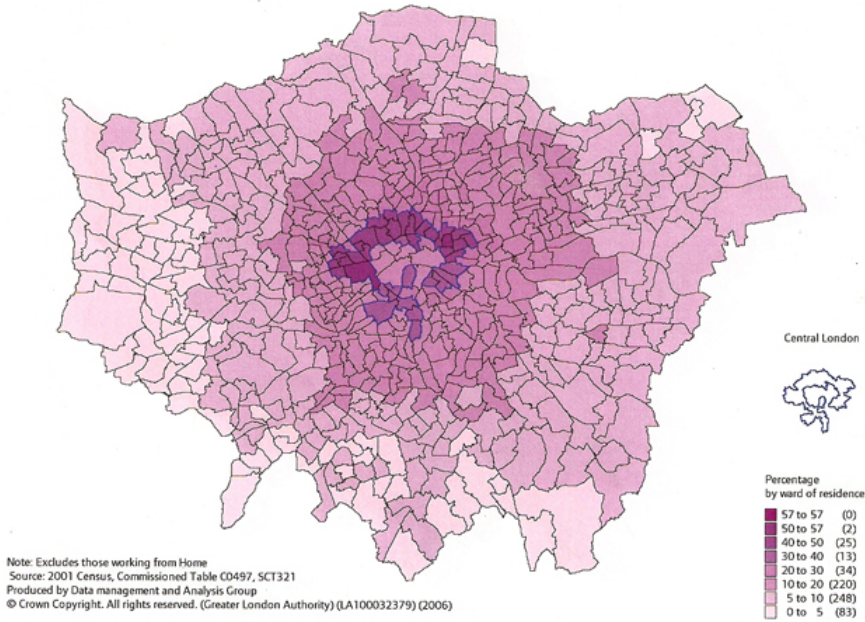 Central London
Percentage
by ward of residence
57 to 57 (0)
50 to 57 (2)
40 to 50 (25)
30 to 40 (13)
20 to 30 (34)
10 to 20 (220)
5 to 10 (248)
0 to 5 (83)
Note: Excludes those working from Home
Source: 2001 Census, Commissioned Table C0497, SCT321
Produced by Data management and Analysis Group
© Crown Copyright. All rights reserved. (Greater London Authority) (LA100032379) (2006)